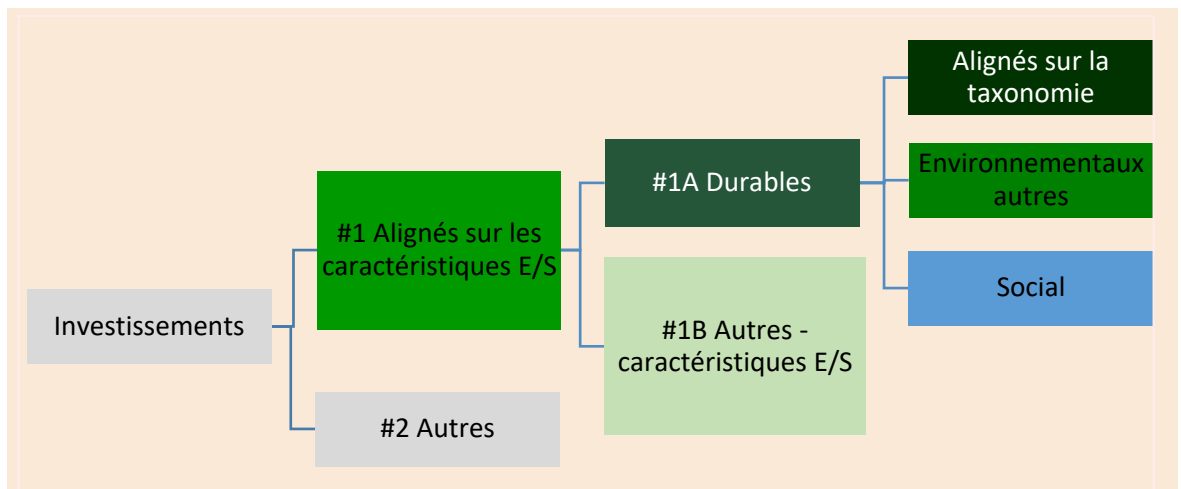 Investissements
#1 Alignés sur les
caractéristiques E/S
#2 Autres
#1A Durables
#1B Autres -
caractéristiques E/S
Alignés sur la
taxonomie
Environnementaux
autres
Social